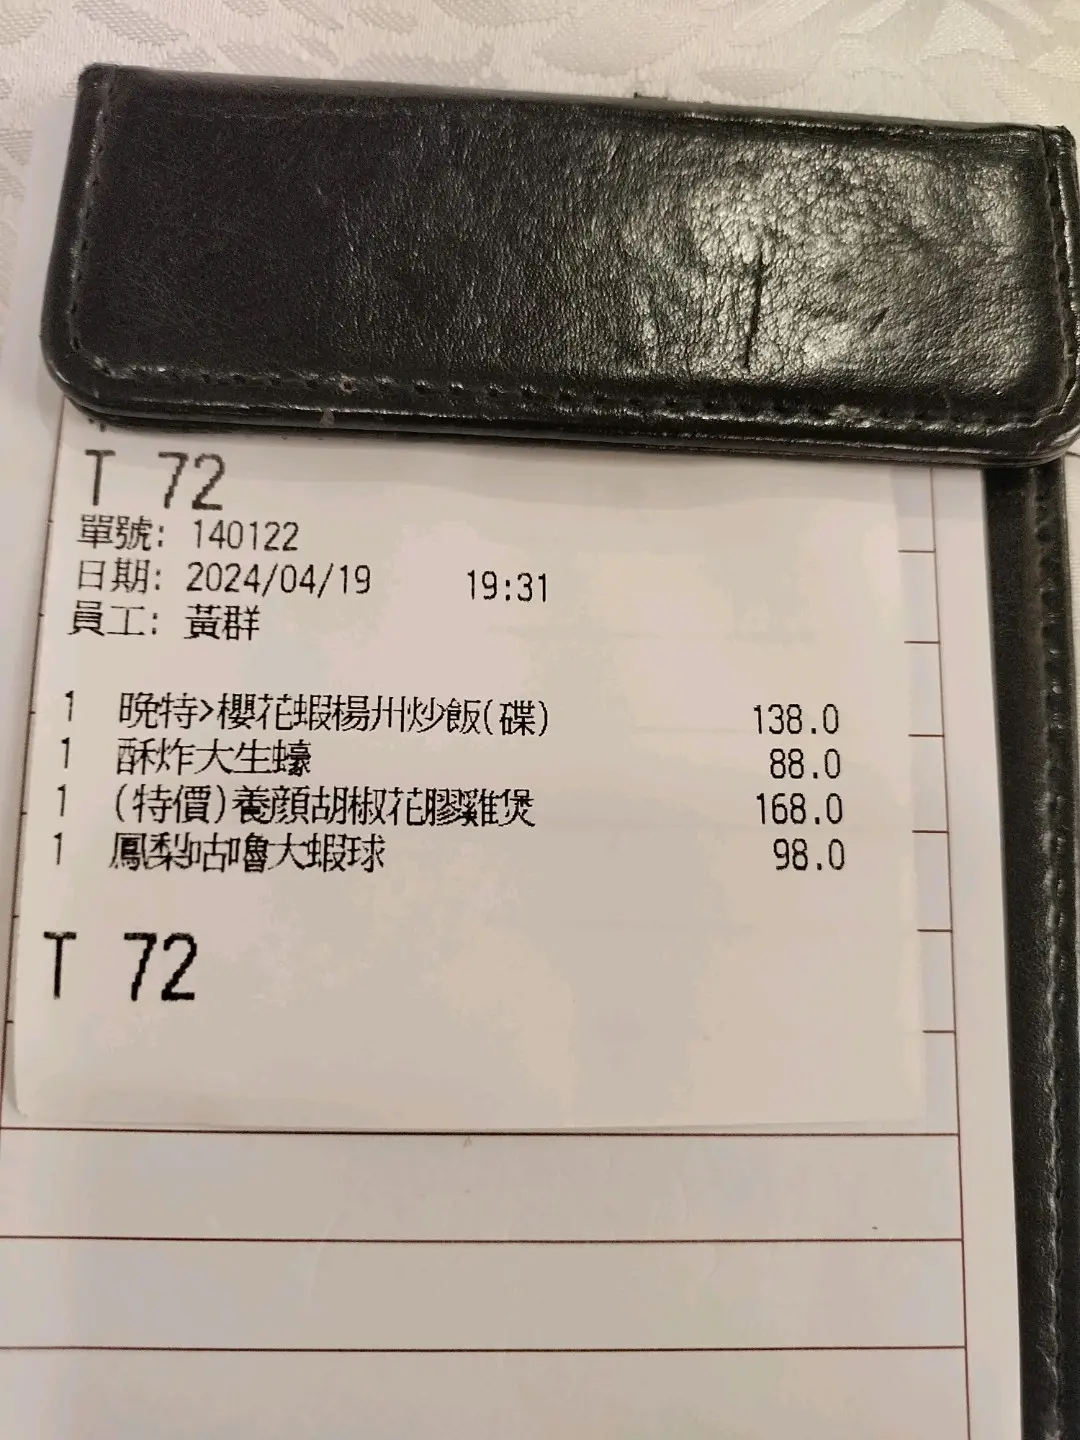 T 72
單號: 140122
日期: 2024/04/19 19:31
員工: 黃群
1 晚特>櫻花蝦楊卅炒飯(碟) 138.0
1 酥炸大生蠔 88.0
1 (特價)養顏胡椒花膠雞煲 168.0
1 鳳梨咕嚕大蝦球 98.0
T 72